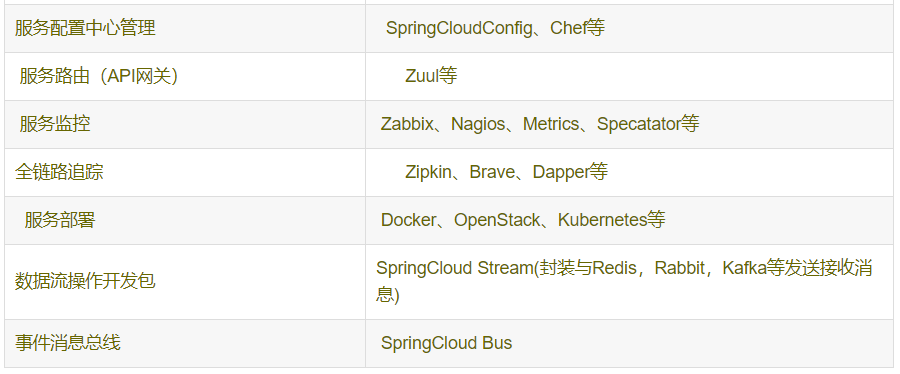 服务配置中心管理 SpringCloudConfig、Chef等
服务路由（API网关） Zuul等
服务监控 Zabbix、Nagios、Metrics、Specatator等
全链路追踪 Zipkin、Brave、Dapper等
服务部署 Docker、OpenStack、Kubernetes等
数据流操作开发包 SpringCloud Stream(封装与Redis，Rabbit，Kafka等发送接收消
息)
事件消息总线 SpringCloud Bus